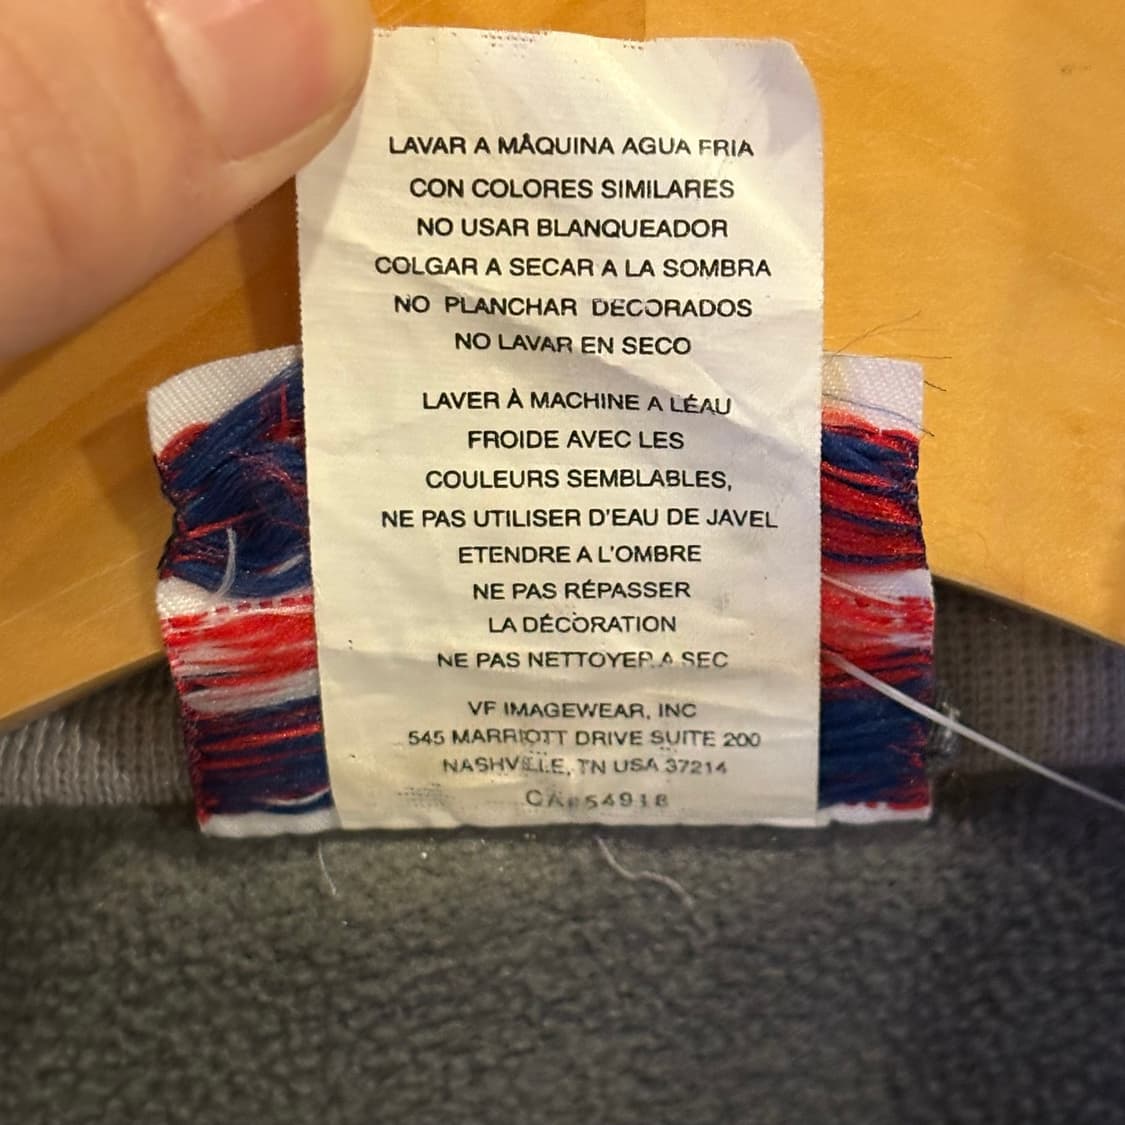 LAVAR A MÁQUINA AGUA FRIA
CON COLORES SIMILARES
NO USAR BLANQUEADOR
COLGAR A SECAR A LA SOMBRA
NO PLANCHAR DECORADOS
NO LAVAR EN SECO
LAVER À MACHINE A LÉAU
FROIDE AVEC LES
COULEURS SEMBLABLES,
NE PAS UTILISER D'EAU DE JAVEL
ETENDRE A L'OMBRE
NE PAS RÉPASSER
LA DÉCORATION
NE PAS NETTOYER A SEC
VF IMAGEWEAR, INC
545 MARRIOTT DRIVE SUITE 200
NASHVILLE, TN USA 37214